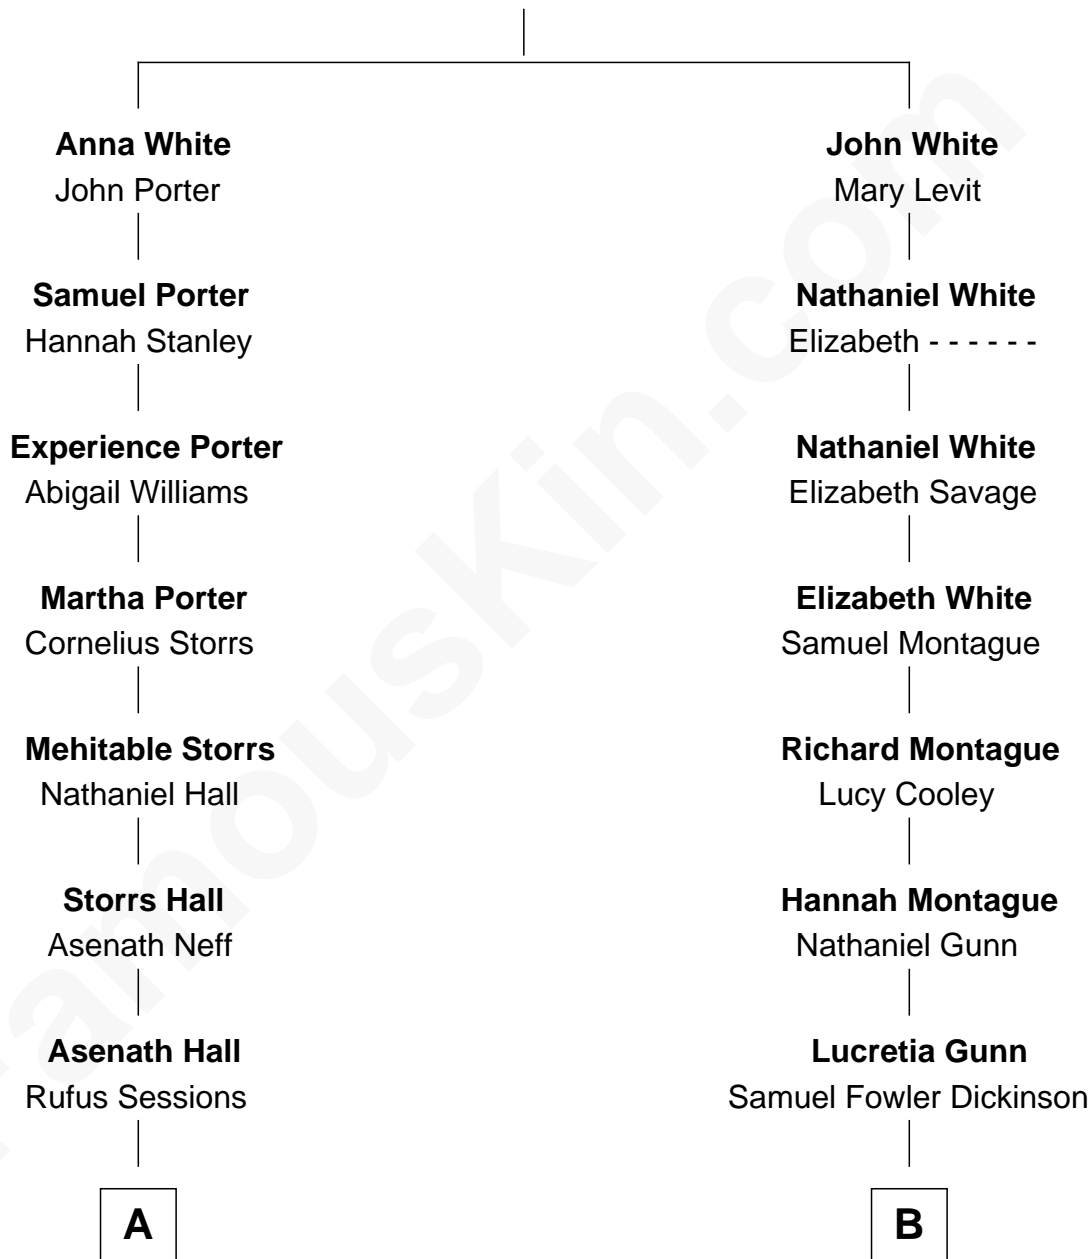 Anna White
John Porter
Samuel Porter
Hannah Stanley
Experience Porter
Abigail Williams
Martha Porter
Cornelius Storrs
Mehitable Storrs
Nathaniel Hall
Storrs Hall
Asenath Neff
Asenath Hall
Rufus Sessions
A
John White
Mary Levit
Nathaniel White
Elizabeth - - - - - -
Nathaniel White
Elizabeth Savage
Elizabeth White
Samuel Montague
Richard Montague
Lucy Cooley
Hannah Montague
Nathaniel Gunn
Lucretia Gunn
Samuel Fowler Dickinson
B
FamousKin.com